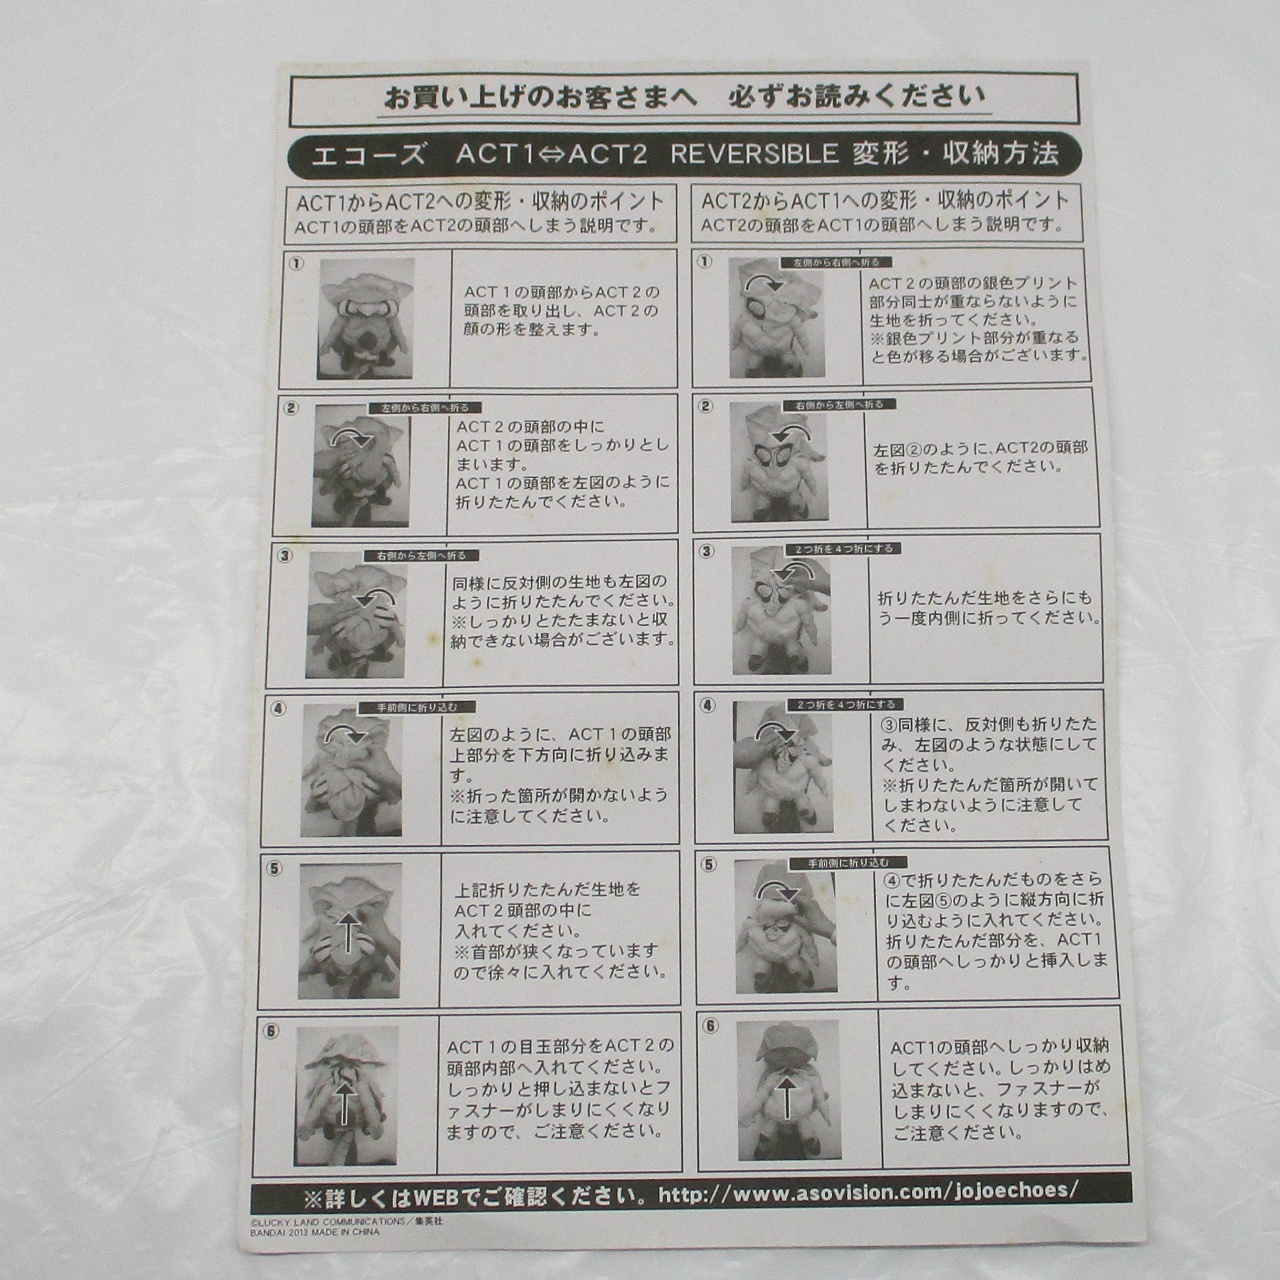 お買い上げのお客さまへ　必ずお読みください
エコーズ　ACT1⇔ACT2　REVERSIBLE 変形・収納方法
ACT1からACT2への変形・収納のポイント
ACT1の頭部をACT2の頭部へしまう説明です。
①
ACT１の頭部からACT２の
頭部を取り出し、ACT２の
顔の形を整えます。
②
左側から右側へ折る
ACT２の頭部の中に
ACT１の頭部をしっかりとし
まいます。
ACT１の頭部を左図のように
折りたたんでください。
③
右側から左側へ折る
同様に反対側の生地も左図の
ように折りたたんでください。
※しっかりとたたまないと収
納できない場合がございます。
④
手前側に折り込む
左図のように、ACT１の頭部
上部分を下方向に折り込みま
す。
※折った箇所が開かないよう
に注意してください。
⑤
上記折りたたんだ生地を
ACT２頭部の中に
入れてください。
※首部が狭くなっています
ので徐々に入れてください。
⑥
ACT１の目玉部分をACT２の
頭部内部へ入れてください。
しっかりと押し込まないとフ
ァスナーがしまりにくくなり
ますので、ご注意ください。
ACT2からACT1への変形・収納のポイント
ACT2の頭部をACT1の頭部へしまう説明です。
①
左側から右側へ折る
ACT２の頭部の銀色プリント
部分同士が重ならないように
生地を折ってください。
※銀色プリント部分が重なる
と色が移る場合がございます。
②
右側から左側へ折る
左図②のように、ACT2の頭部
を折りたたんでください。
③
２つ折を４つ折にする
折りたたんだ生地をさらにも
う一度内側に折ってください。
④
２つ折を４つ折にする
③同様に、反対側も折りたた
み、左図のような状態にして
ください。
※折りたたんだ箇所が開いて
しまわないように注意して
ください。
⑤
手前側に折り込む
④で折りたたんだものをさら
に左図⑤のように縦方向に折
り込むように入れてください。
折りたたんだ部分を、ACT1
の頭部へしっかりと挿入しま
す。
⑥
ACT1の頭部へしっかり収納
してください。しっかりはめ
込まないと、ファスナーが
しまりにくくなりますので、
ご注意ください。
※詳しくはWEBでご確認ください。http://www.asovision.com/jojoechoes/
©LUCKY LAND COMMUNICATIONS／集英社
BANDAI 2013 MADE IN CHINA